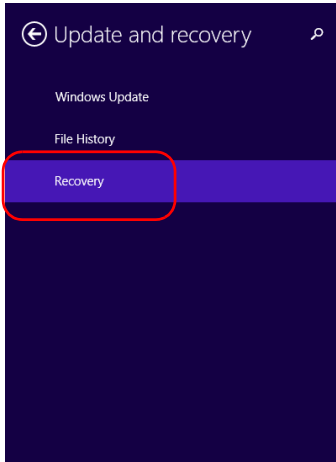 Update and recovery
Windows Update
File History
Recovery